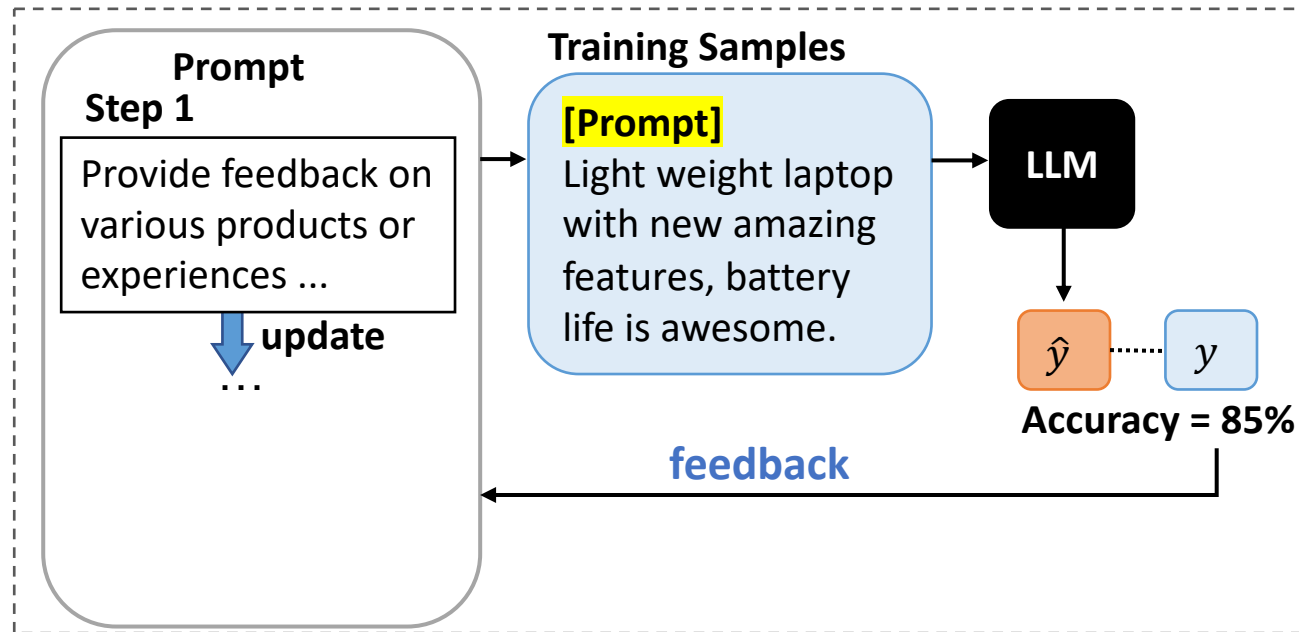 Prompt
Step 1
Provide feedback on
various products or
experiences ...
update
...
Training Samples
[Prompt]
Light weight laptop
with new amazing
features, battery
life is awesome.
LLM
ŷ
y
Accuracy = 85%
feedback